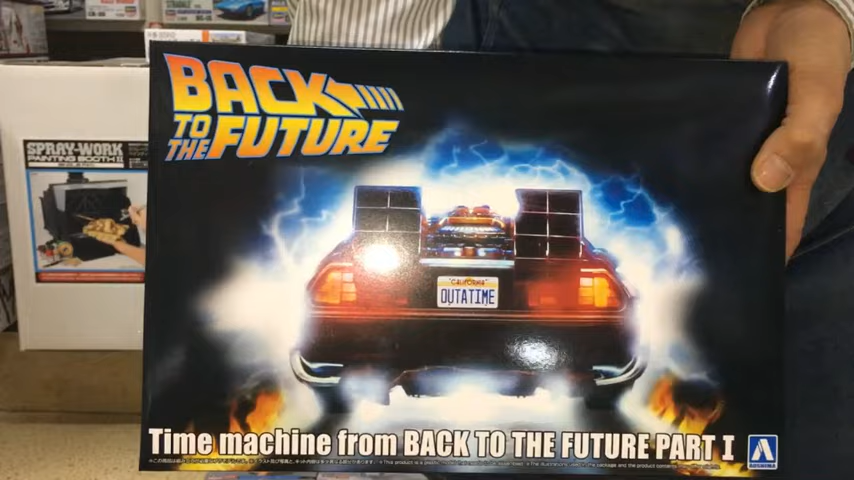 BACK
TO
THE FUTURE
SPRAY-WORK
PAINTING BOOTH II
CALIFORNIA
OUTATIME
Time machine from BACK TO THE FUTURE PART I
AOSHIMA